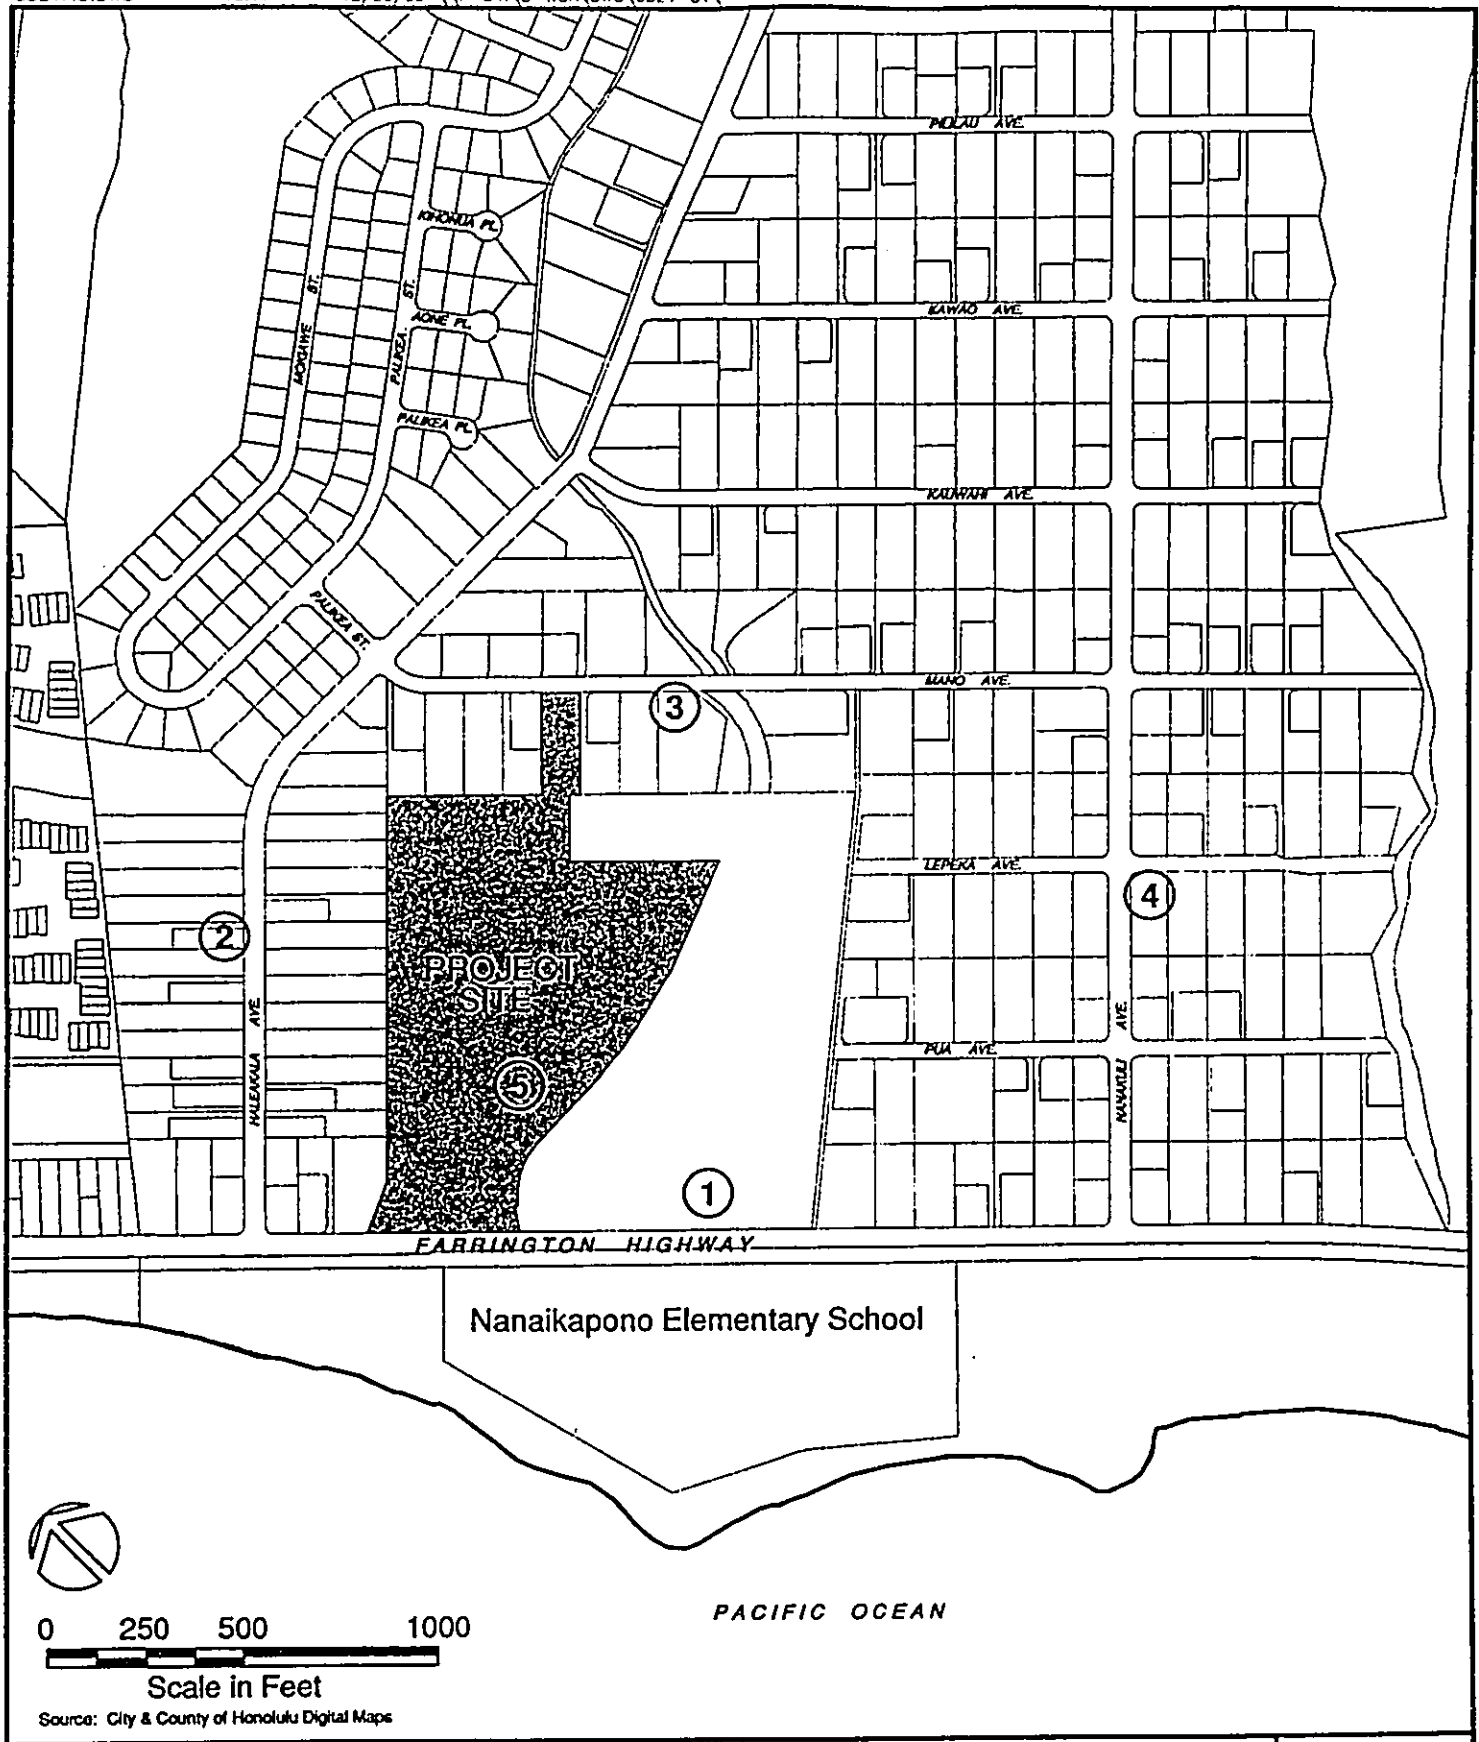 PIILAU AVE.
KIHONUA PL.
MOKIAWE ST.
PALIKEA ST.
AONE PL.
KAWAO AVE.
PALIKEA PL.
KAUWAHI AVE.
PALIKEA ST.
MANO AVE.
3
LEPEKA AVE.
4
2
PROJECT
SITE
HALEAKALA AVE.
PUA AVE.
NANAKULI AVE.
5
1
FARRINGTON HIGHWAY
Nanaikapono Elementary School
PACIFIC OCEAN
0 250 500 1000
Scale in Feet
Source: City & County of Honolulu Digital Maps